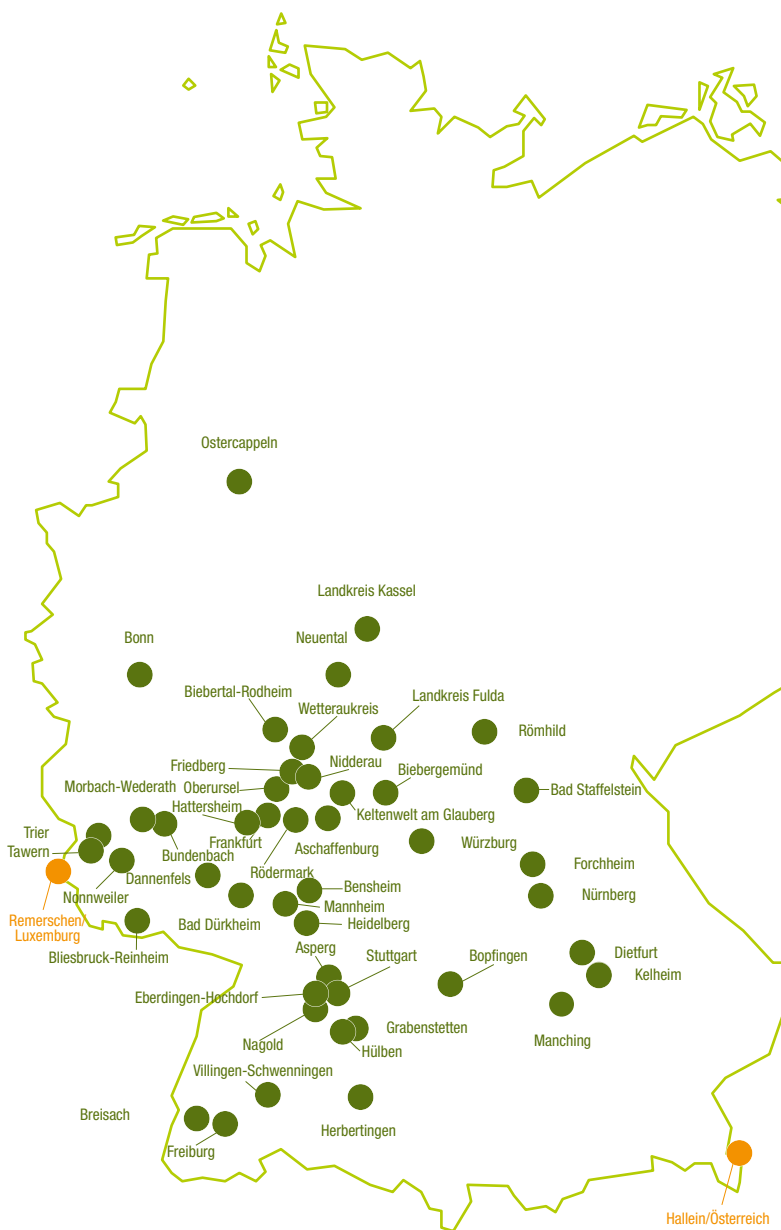 Ostercappeln
Landkreis Kassel
Bonn
Neuental
Biebertal-Rodheim
Wetteraukreis
Landkreis Fulda
Römhild
Friedberg
Nidderau
Biebergemünd
Morbach-Wederath
Oberursel
Bad Staffelstein
Hattersheim
Keltenwelt am Glauberg
Trier
Tawern
Frankfurt
Aschaffenburg
Würzburg
Bundenbach
Rödermark
Forchheim
Dannenfels
Nonnweiler
Bensheim
Nürnberg
Mannheim
Remerschen/
Luxemburg
Bad Dürkheim
Heidelberg
Bliesbruck-Reinheim
Asperg
Stuttgart
Bopfingen
Dietfurt
Kelheim
Eberdingen-Hochdorf
Grabenstetten
Manching
Nagold
Hülben
Villingen-Schwenningen
Breisach
Herbertingen
Freiburg
Hallein/Österreich